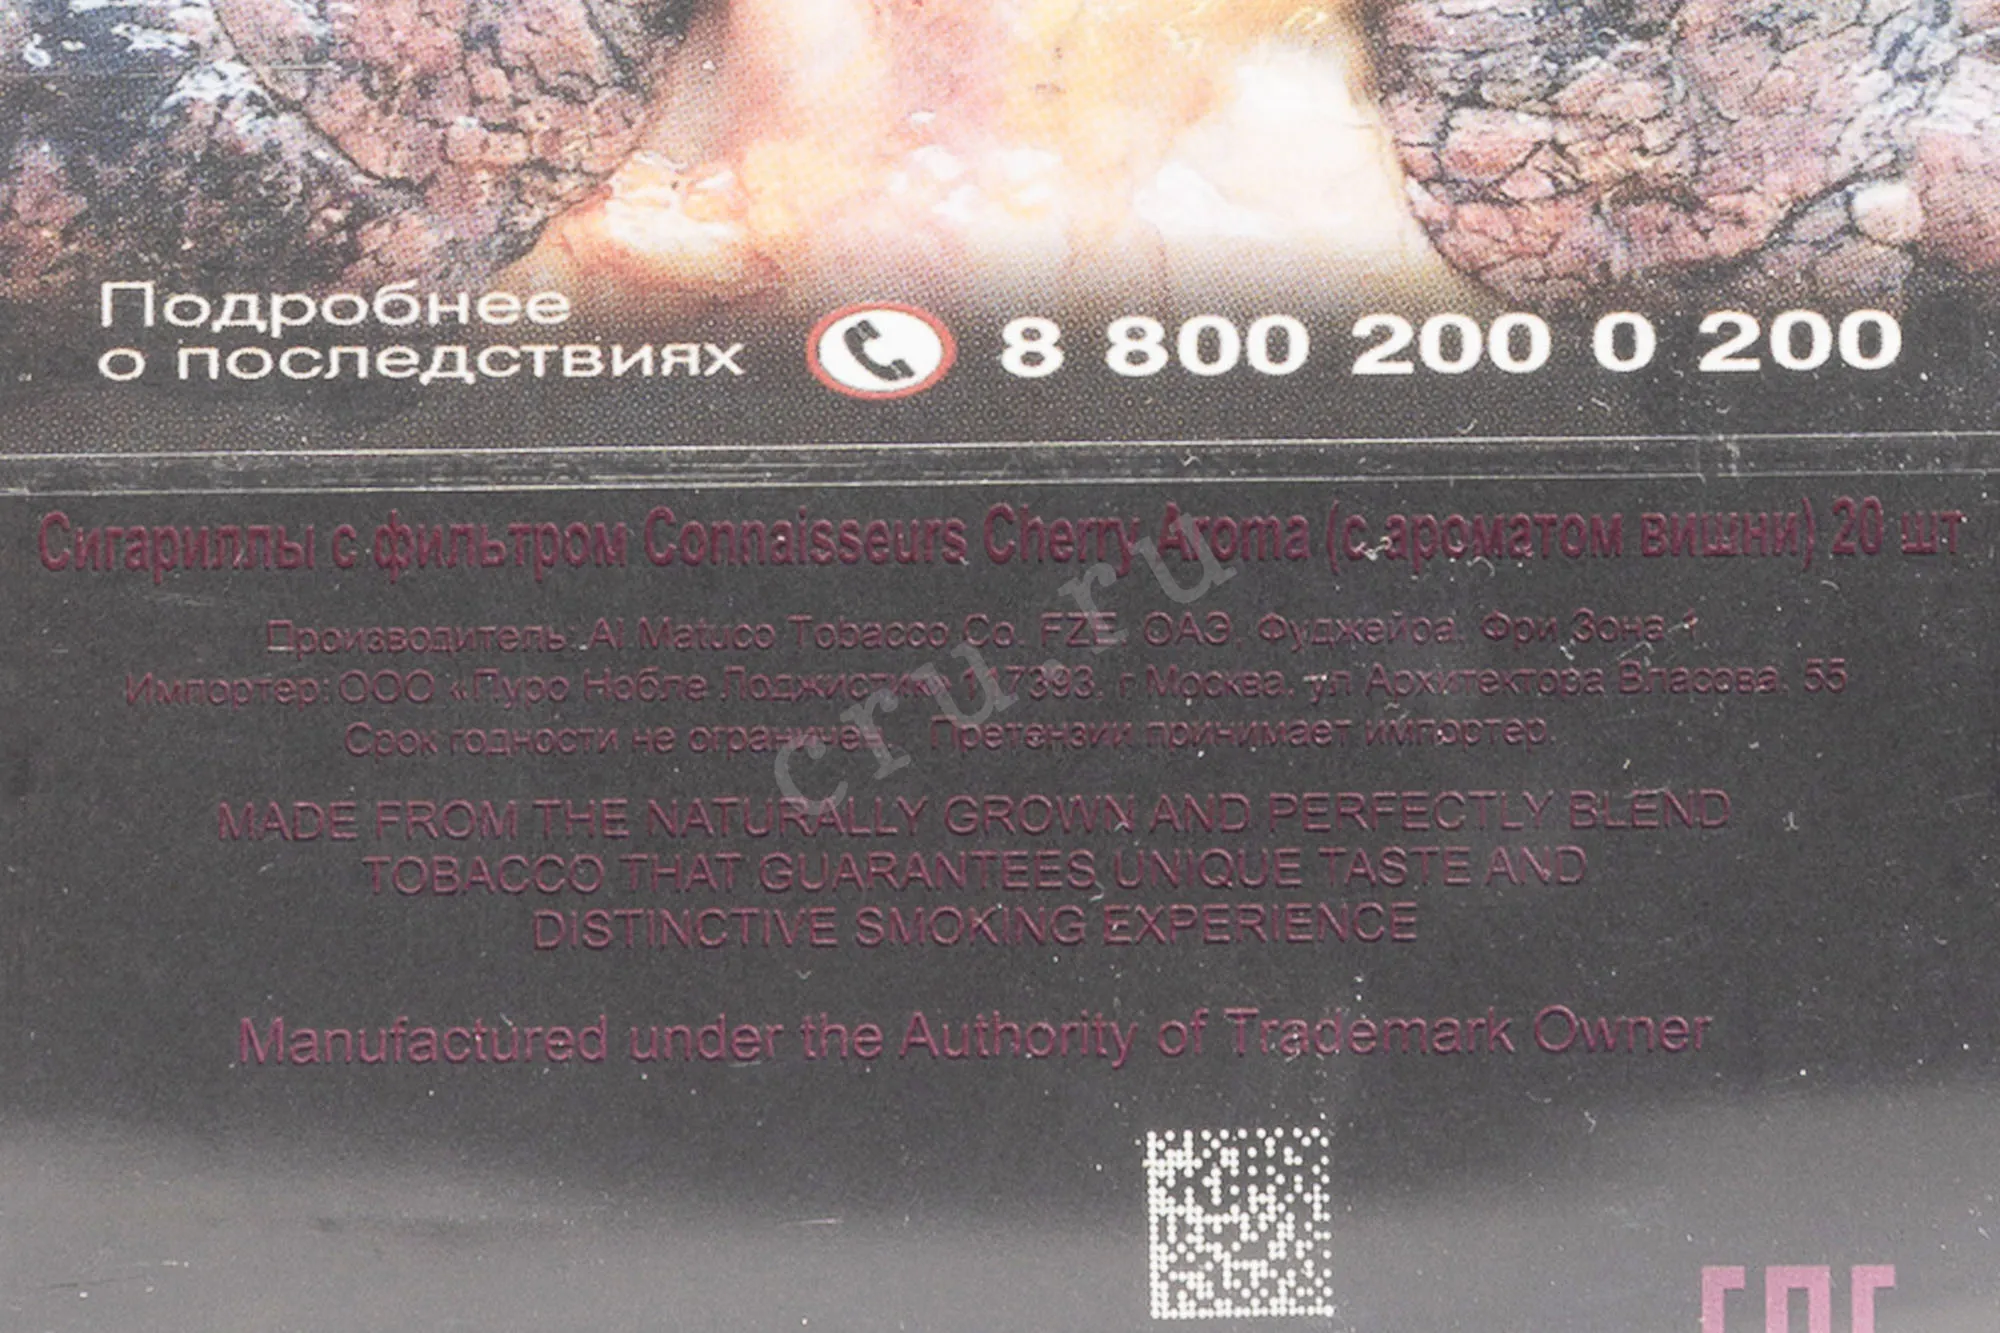 Подробнее
о последствиях
8 800 200 0 200
Сигариллы с фильтром Connaisseurs Cherry Aroma (с ароматом вишни) 20 шт
Производитель: Al Matuco Tobacco Co. FZE ОАЭ, Фуджейра, Фри Зона 1
Импортер: ООО «Пуро Нобле Лоджистик» 117393, г Москва, ул Архитектора Власова, 55
Срок годности не ограничен. Претензии принимает импортер.
MADE FROM THE NATURALLY GROWN AND PERFECTLY BLEND
TOBACCO THAT GUARANTEES UNIQUE TASTE AND
DISTINCTIVE SMOKING EXPERIENCE
Manufactured under the Authority of Trademark Owner
cru.ru